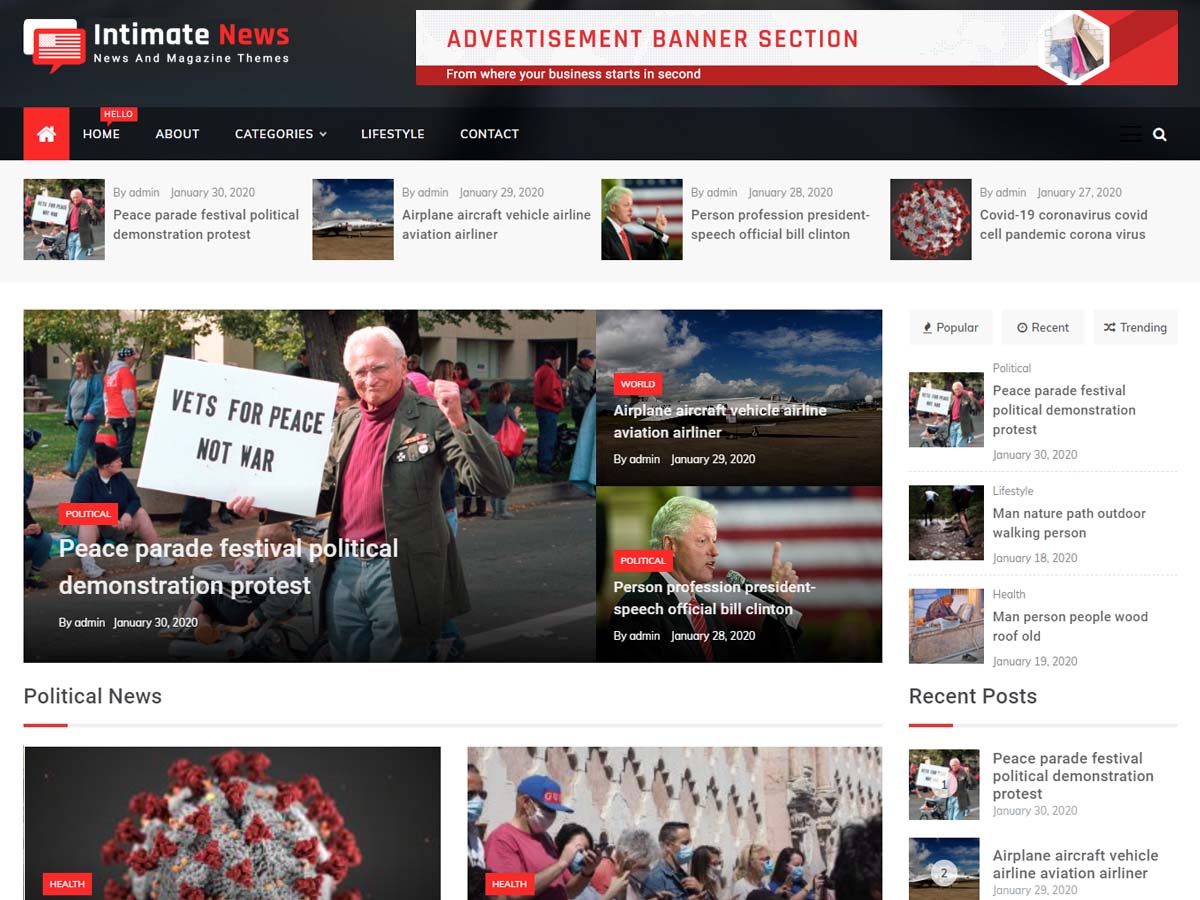 Intimate News
News And Magazine Themes
ADVERTISEMENT BANNER SECTION
From where your business starts in second
HELLO
HOME
ABOUT
CATEGORIES
LIFESTYLE
CONTACT
By admin January 30, 2020
Peace parade festival political
demonstration protest
By admin January 29, 2020
Airplane aircraft vehicle airline
aviation airliner
By admin January 28, 2020
Person profession president-
speech official bill clinton
By admin January 27, 2020
Covid-19 coronavirus covid
cell pandemic corona virus
VETS FOR PEACE
NOT WAR
POLITICAL
Peace parade festival political
demonstration protest
By admin January 30, 2020
WORLD
Airplane aircraft vehicle airline
aviation airliner
By admin January 29, 2020
POLITICAL
Person profession president-
speech official bill clinton
By admin January 28, 2020
Popular
Recent
Trending
Political
Peace parade festival
political demonstration
protest
January 30, 2020
Lifestyle
Man nature path outdoor
walking person
January 18, 2020
Health
Man person people wood
roof old
January 19, 2020
Political News
HEALTH
HEALTH
Recent Posts
1
Peace parade festival
political demonstration
protest
January 30, 2020
2
Airplane aircraft vehicle
airline aviation airliner
January 29, 2020